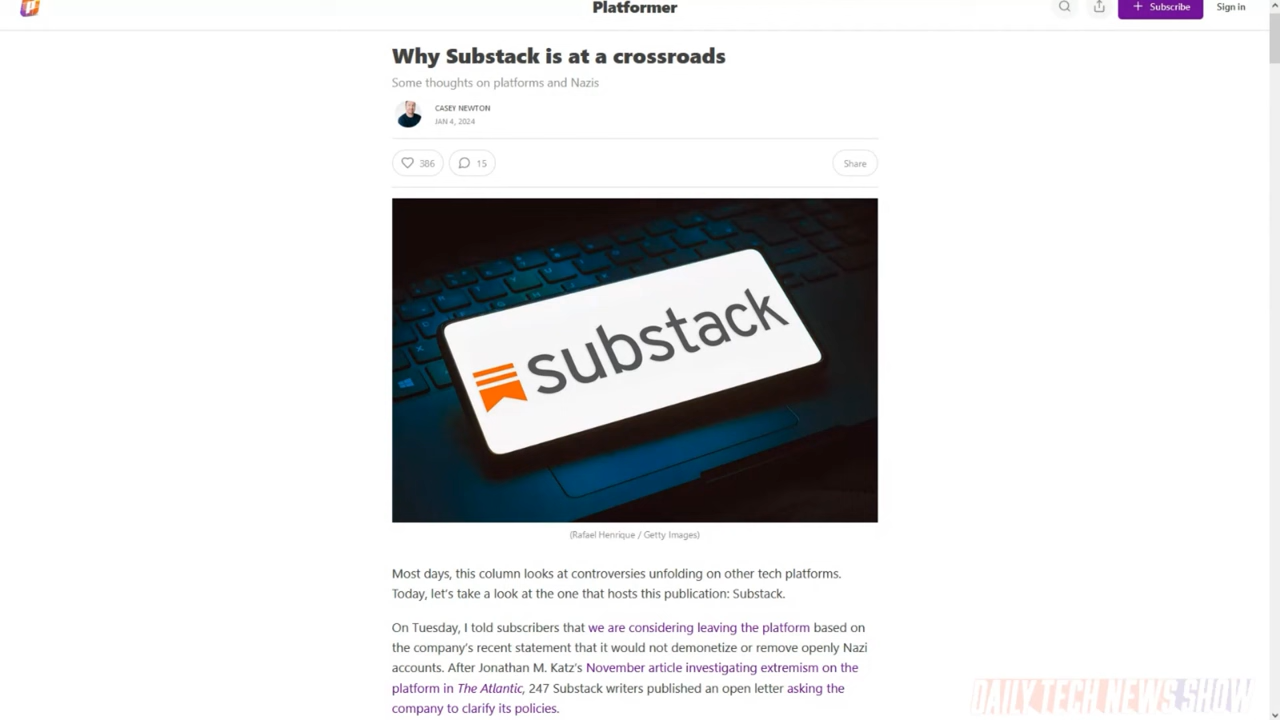 Platformer
+ Subscribe
Sign in
Why Substack is at a crossroads
Some thoughts on platforms and Nazis
CASEY NEWTON
JAN 4, 2024
386
15
Share
substack
(Rafael Henrique / Getty Images)
Most days, this column looks at controversies unfolding on other tech platforms.
Today, let's take a look at the one that hosts this publication: Substack.
On Tuesday, I told subscribers that we are considering leaving the platform based on
the company's recent statement that it would not demonetize or remove openly Nazi
accounts. After Jonathan M. Katz's November article investigating extremism on the
platform in The Atlantic, 247 Substack writers published an open letter asking the
company to clarify its policies.
DAILY TECH NEWS SHOW